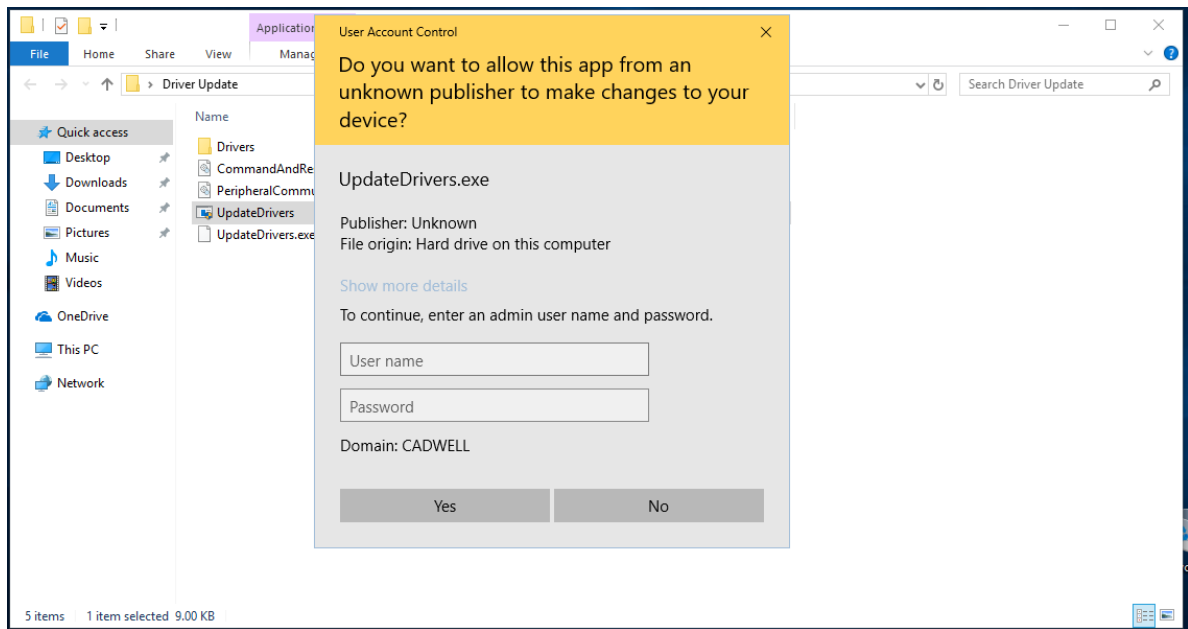 Application
File
Home
Share
View
Manag
Driver Update
Search Driver Update
Quick access
Desktop
Downloads
Documents
Pictures
Music
Videos
OneDrive
This PC
Network
Name
Drivers
CommandAndRe
PeripheralCommu
UpdateDrivers
UpdateDrivers.exe
User Account Control
Do you want to allow this app from an
unknown publisher to make changes to your
device?
UpdateDrivers.exe
Publisher: Unknown
File origin: Hard drive on this computer
Show more details
To continue, enter an admin user name and password.
User name
Password
Domain: CADWELL
Yes
No
5 items
1 item selected 9.00 KB